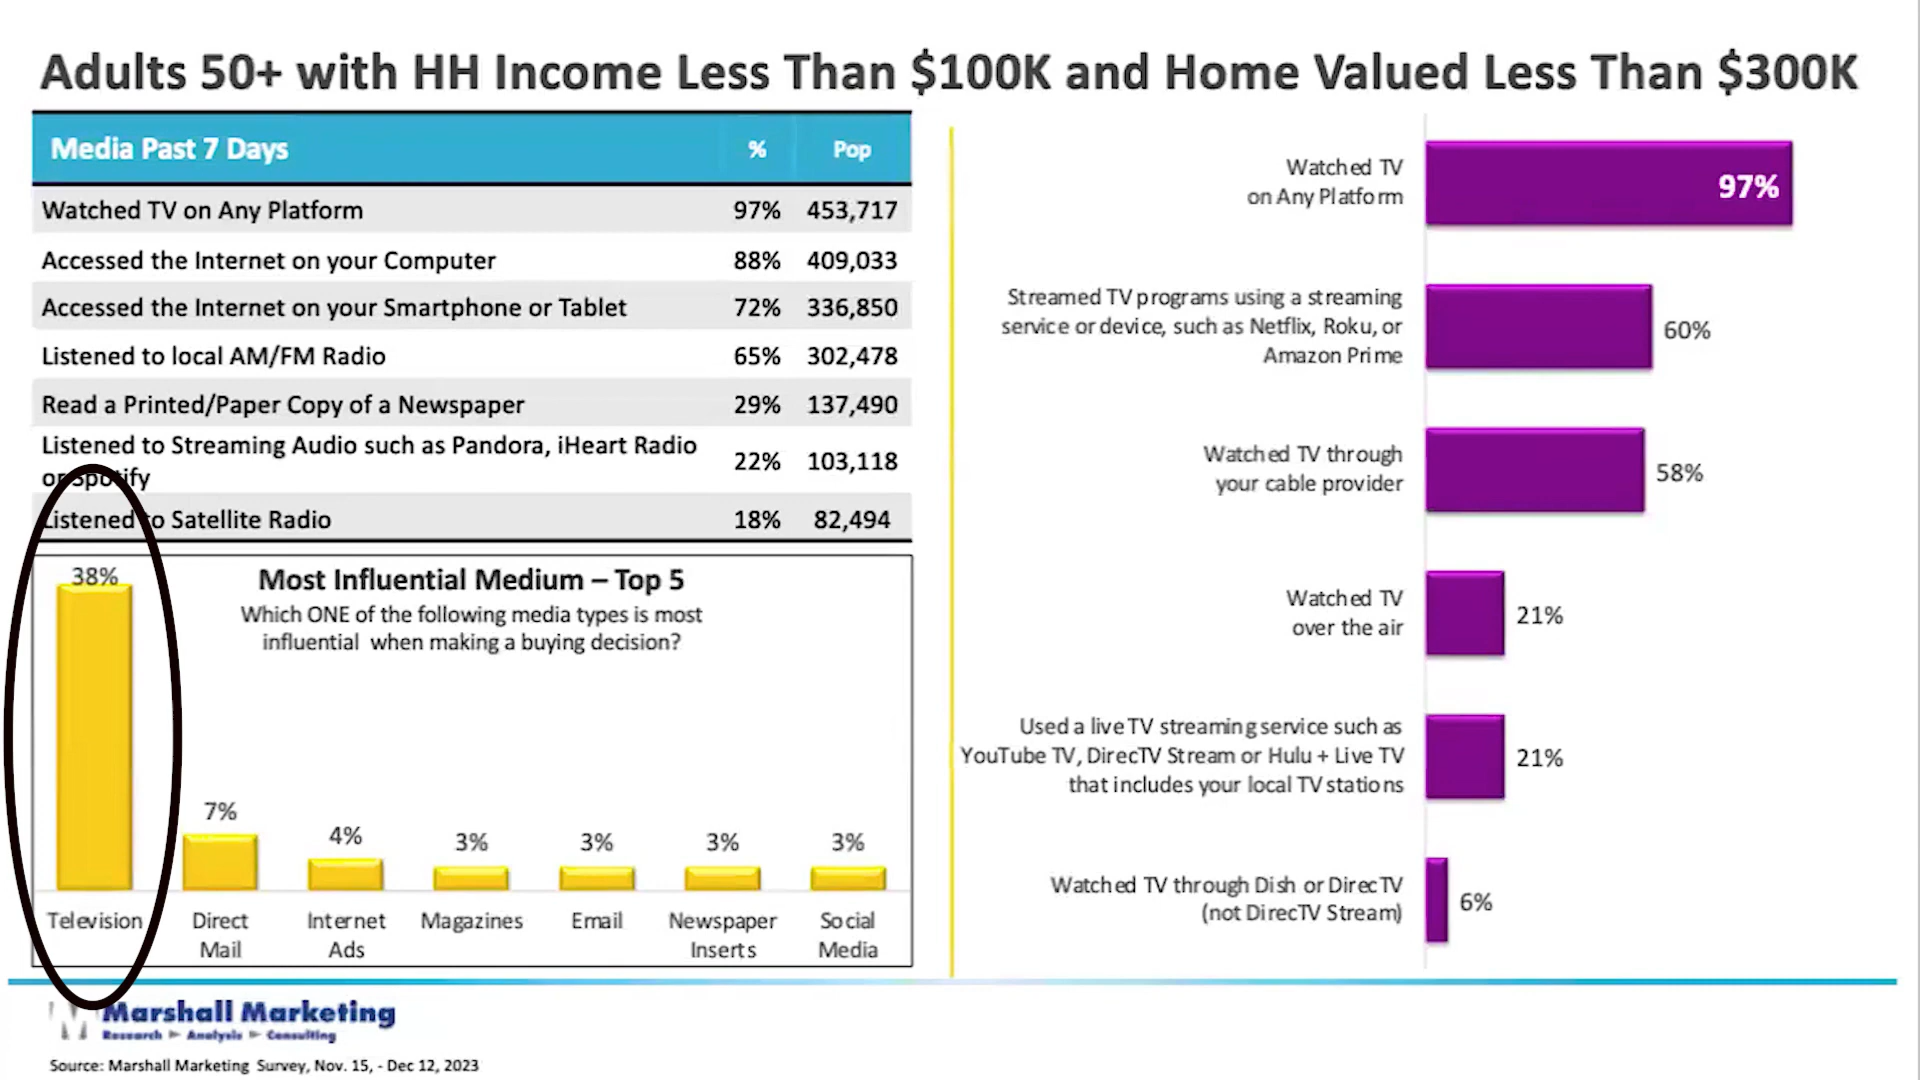 Adults 50+ with HH Income Less Than $100K and Home Valued Less Than $300K
Media Past 7 Days % Pop
Watched TV on Any Platform 97% 453,717
Accessed the Internet on your Computer 88% 409,033
Accessed the Internet on your Smartphone or Tablet 72% 336,850
Listened to local AM/FM Radio 65% 302,478
Read a Printed/Paper Copy of a Newspaper 29% 137,490
Listened to Streaming Audio such as Pandora, iHeart Radio
or Spotify 22% 103,118
Listened to Satellite Radio 18% 82,494
Most Influential Medium – Top 5
Which ONE of the following media types is most
influential when making a buying decision?
38%
7%
4%
3%
3%
3%
3%
Television
Direct
Mail
Internet
Ads
Magazines
Email
Newspaper
Inserts
Social
Media
Watched TV
on Any Platform
97%
Streamed TV programs using a streaming
service or device, such as Netflix, Roku, or
Amazon Prime
60%
Watched TV through
your cable provider
58%
Watched TV
over the air
21%
Used a live TV streaming service such as
YouTube TV, DirecTV Stream or Hulu + Live TV
that includes your local TV stations
21%
Watched TV through Dish or DirecTV
(not DirecTV Stream)
6%
M Marshall Marketing
Research Analysis Consulting
Source: Marshall Marketing Survey, Nov. 15, - Dec 12, 2023